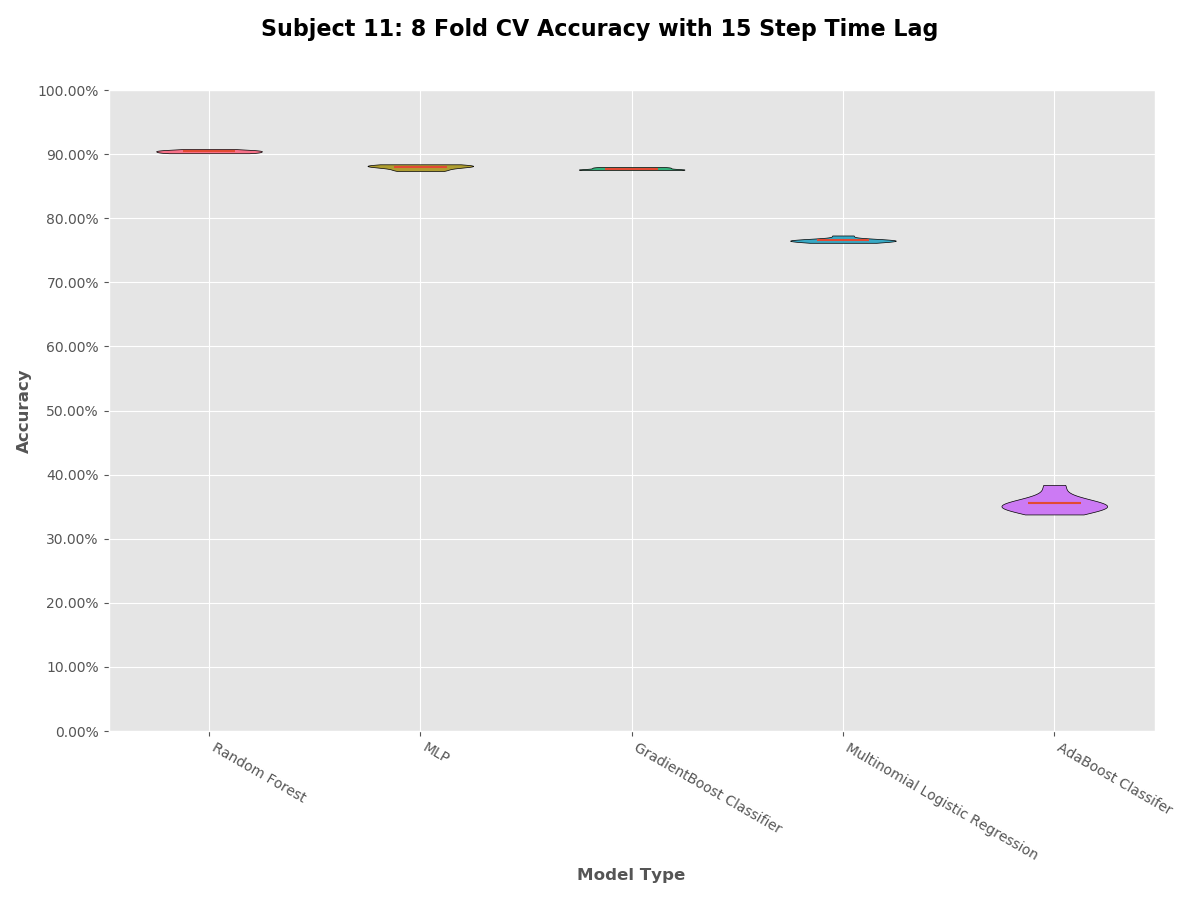 Subject 11: 8 Fold CV Accuracy with 15 Step Time Lag
100.00%
90.00%
80.00%
70.00%
60.00%
50.00%
40.00%
30.00%
20.00%
10.00%
0.00%
Accuracy
Random Forest
MLP
GradientBoost Classifier
Multinomial Logistic Regression
AdaBoost Classifer
Model Type